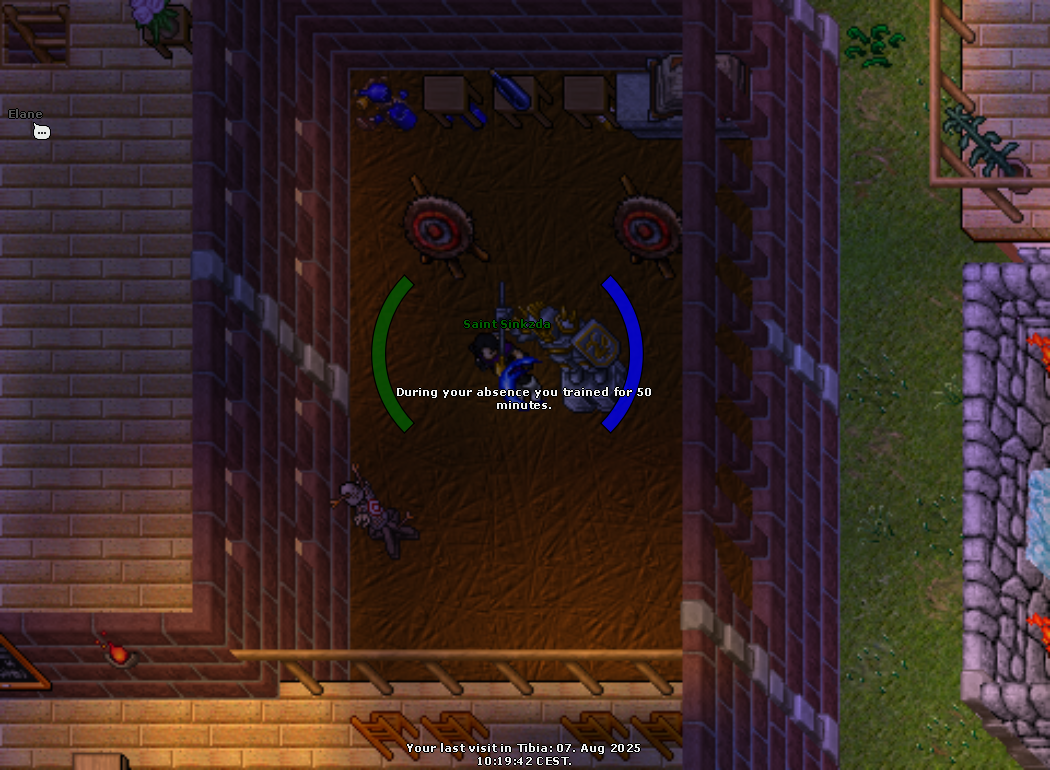 Elane
...
Saint Sinkzda
During your absence you trained for 50
minutes.
Your last visit in Tibia: 07. Aug 2025
10:19:42 CEST.